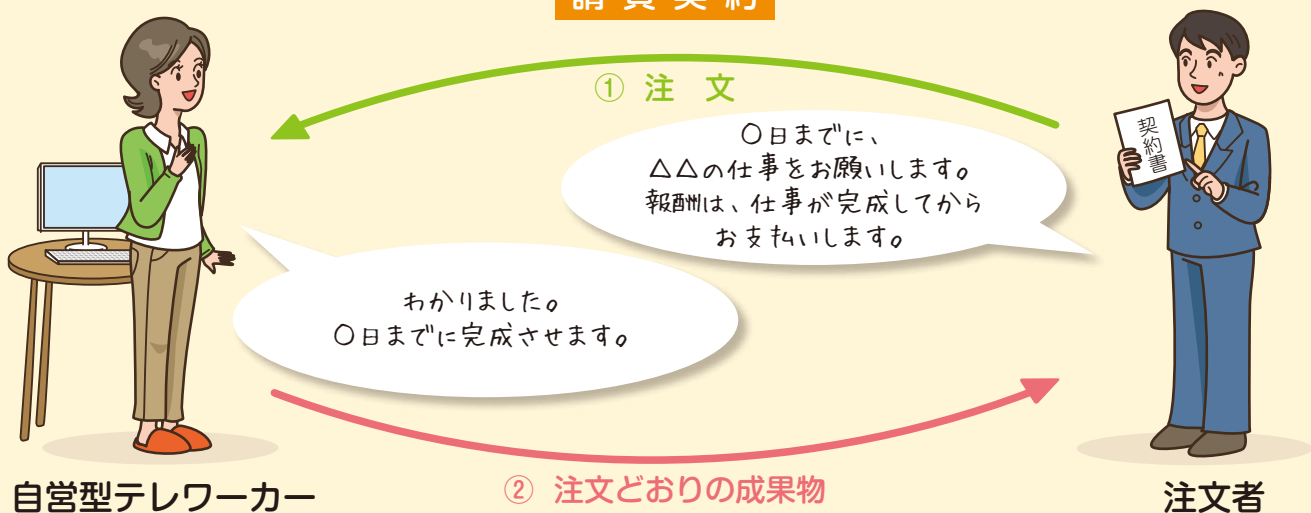 請負契約
① 注 文
〇日までに、
△△の仕事をお願いします。
報酬は、仕事が完成してから
お支払いします。
契約書
わかりました。
〇日までに完成させます。
② 注文どおりの成果物
自営型テレワーカー
注文者